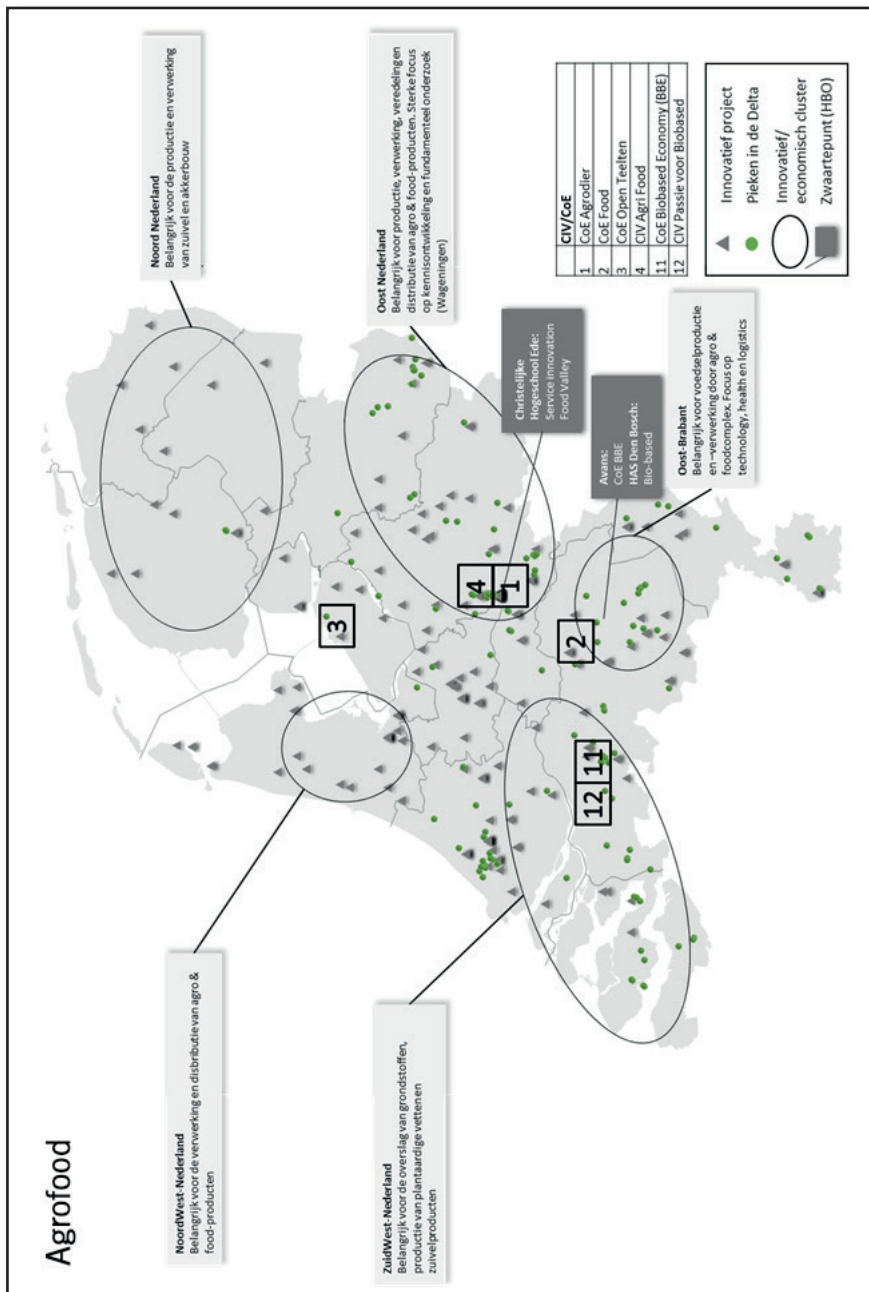 Agrofood
NoordWest-Nederland
Belangrijk voor de verwerking en disbributie van agro &
food-producten
ZuidWest-Nederland
Belangrijk voor de overslag van grondstoffen,
productie van plantaardige vetten en
zuivelproducten
Noord Nederland
Belangrijk voor de productie en verwerking
van zuivel en akkerbouw
Oost Nederland
Belangrijk voor productie, verwerking, veredelingen
distributie van agro & food-producten. Sterke focus
op kennisontwikkeling en fundamenteel onderzoek
(Wageningen)
Christelijke
Hogeschool Ede:
Service innovation
Food Valley
Avans:
CoE BBE
HAS Den Bosch:
Bio-based
Oost-Brabant
Belangrijk voor voedselproductie
en –verwerking door agro &
foodcomplex. Focus op
technology, health en logistics
3
4
1
2
12 11
CIV/CoE
1 CoE Agrodier
2 CoE Food
3 CoE Open Teelten
4 CIV Agri Food
11 CoE Biobased Economy (BBE)
12 CIV Passie voor Biobased
Innovatief project
Pieken in de Delta
Innovatief/
economisch cluster
Zwaartepunt (HBO)